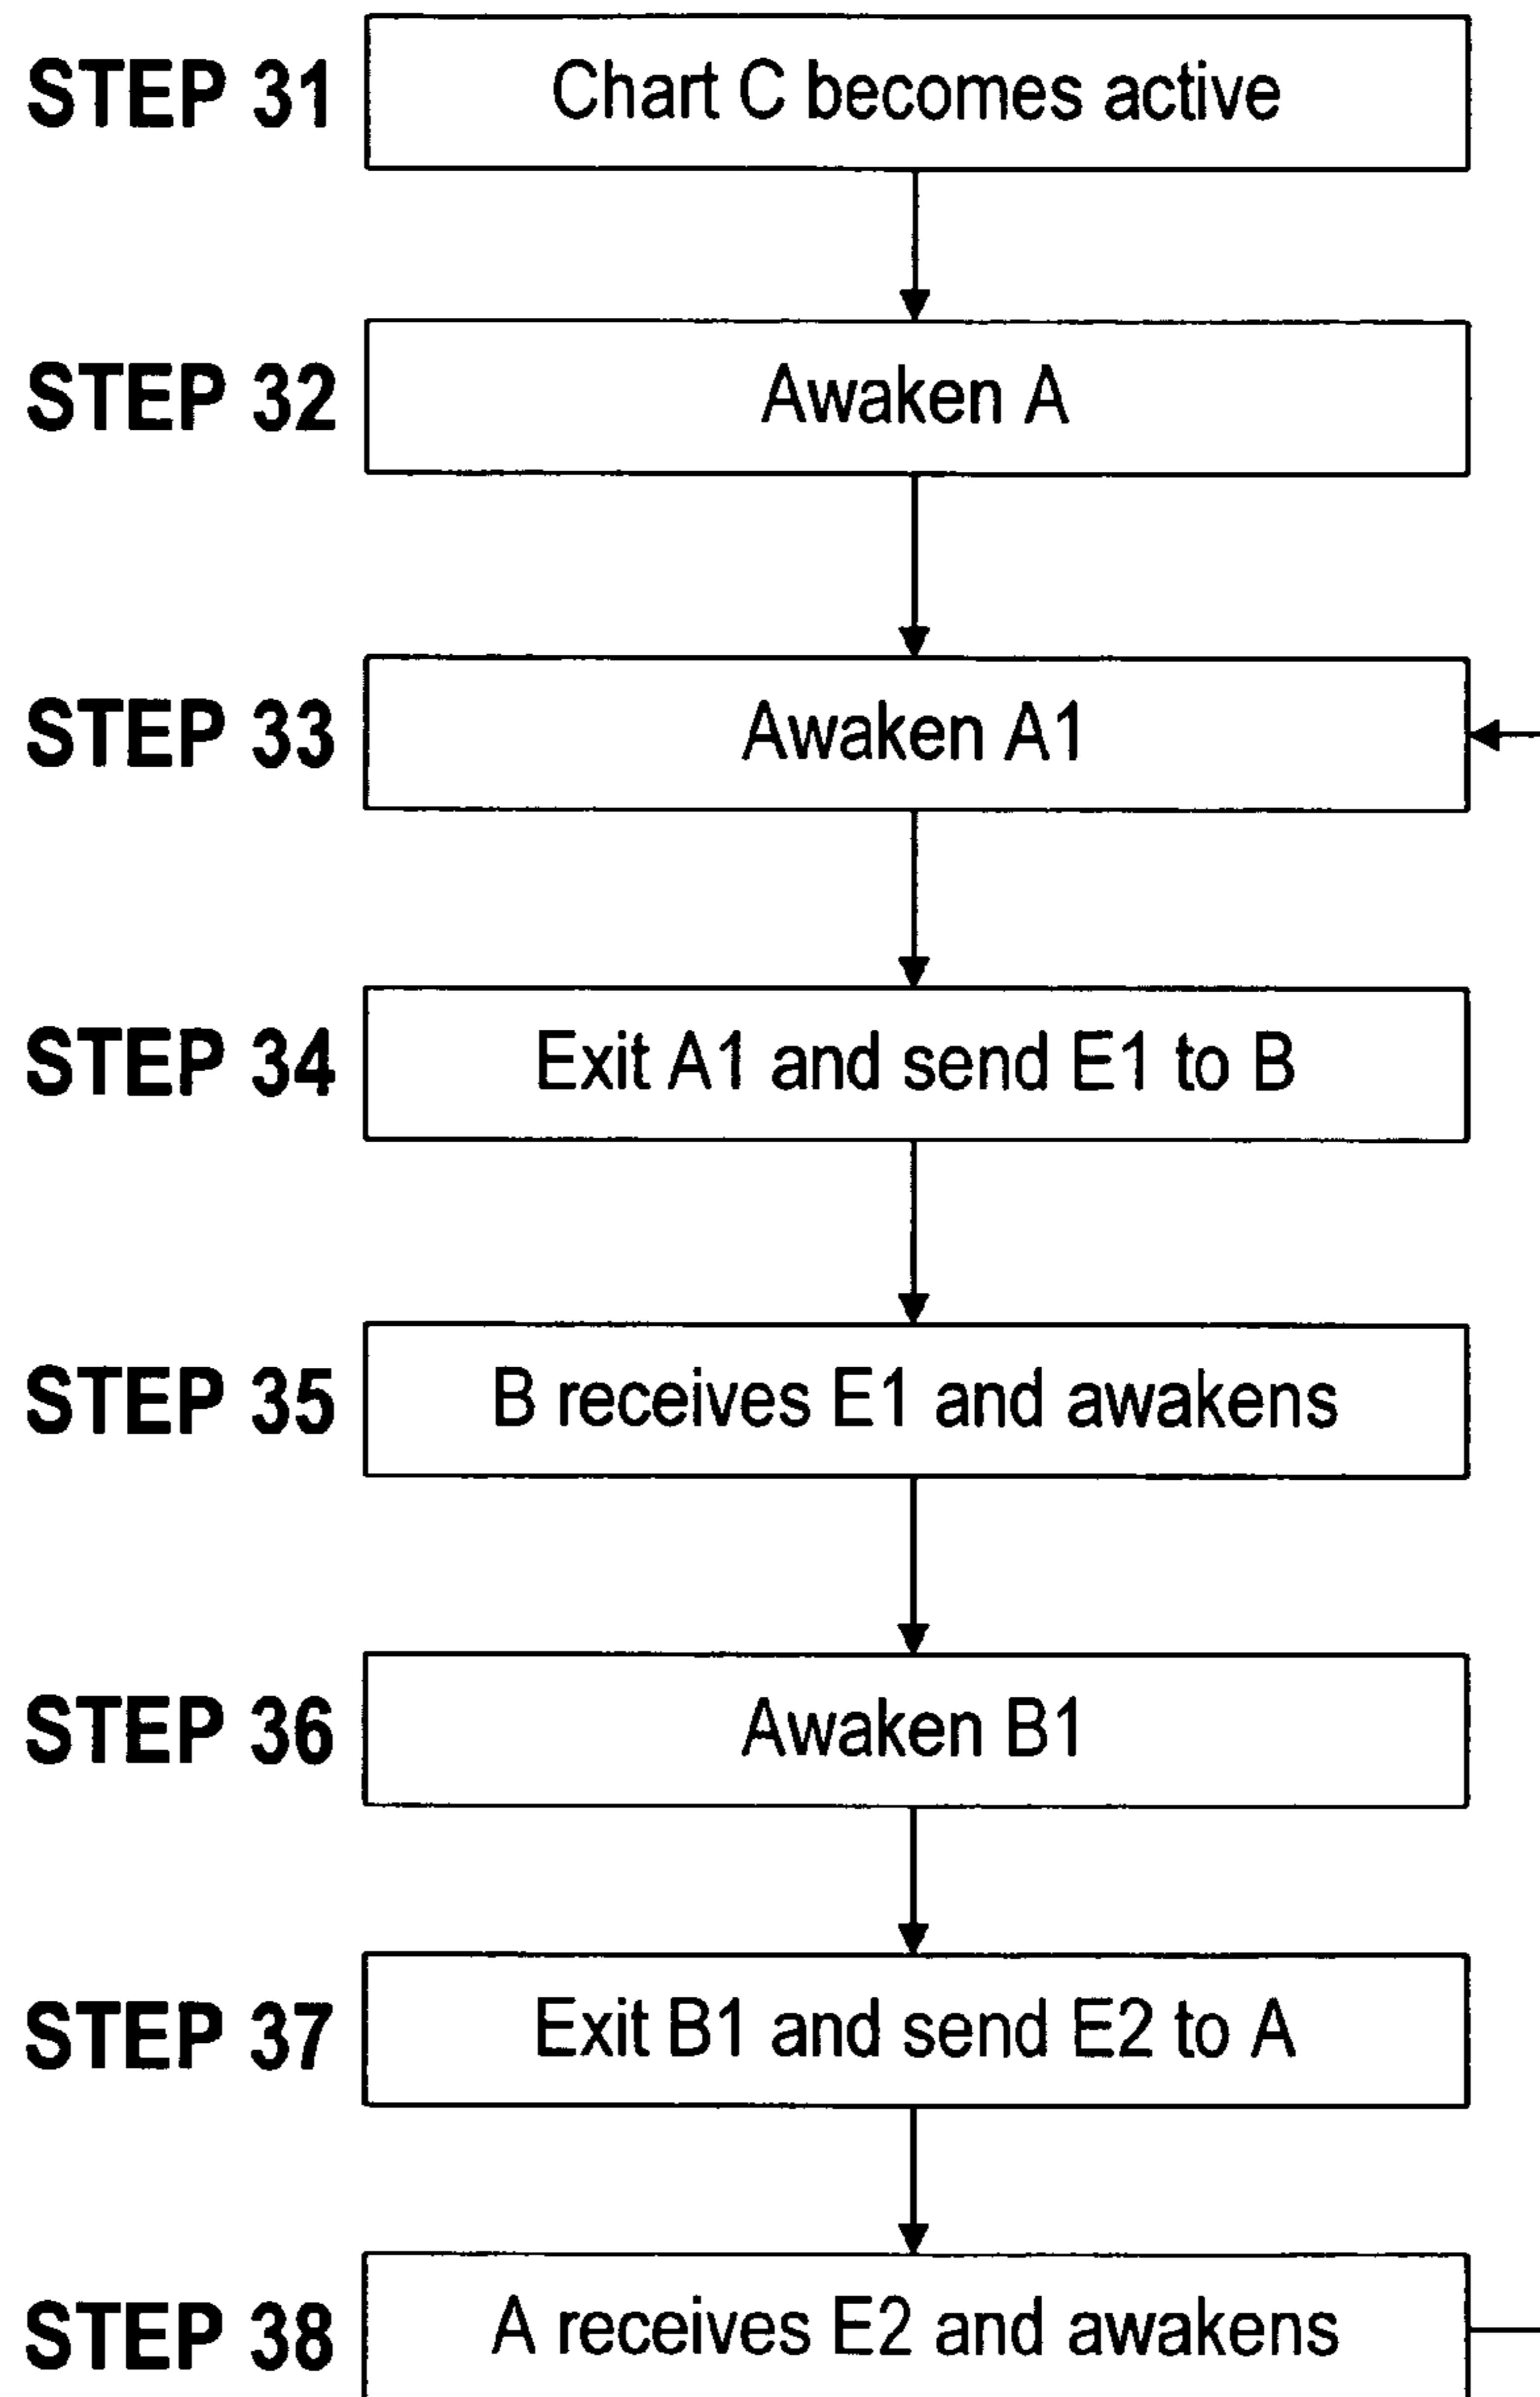 STEP 31 Chart C becomes active
STEP 32 Awaken A
STEP 33 Awaken A1
STEP 34 Exit A1 and send E1 to B
STEP 35 B receives E1 and awakens
STEP 36 Awaken B1
STEP 37 Exit B1 and send E2 to A
STEP 38 A receives E2 and awakens